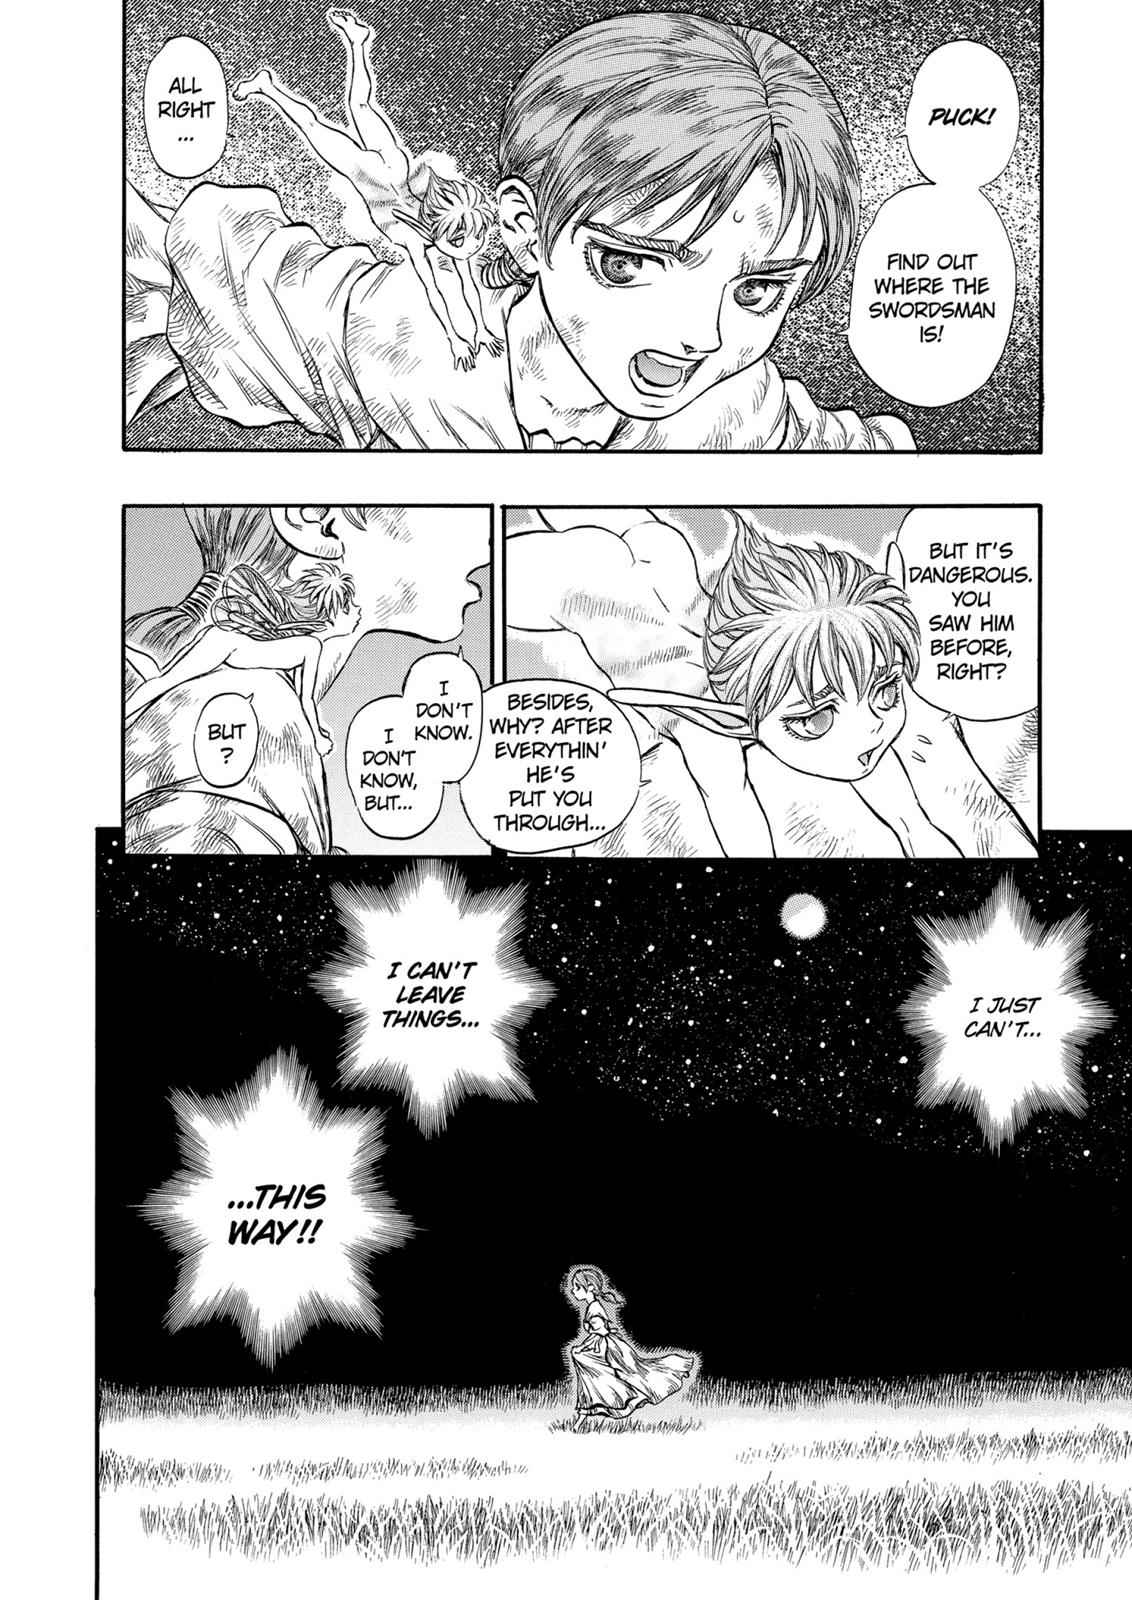 PUCK!
FIND OUT
WHERE THE
SWORDSMAN
IS!
ALL
RIGHT
...
BUT IT'S
DANGEROUS.
YOU
SAW HIM
BEFORE,
RIGHT?
BESIDES,
WHY? AFTER
EVERYTHIN'
HE'S
PUT YOU
THROUGH...
I
DON'T
KNOW.
I
DON'T
KNOW,
BUT...
BUT
?
I JUST
CAN'T...
I CAN'T
LEAVE
THINGS...
...THIS
WAY!!